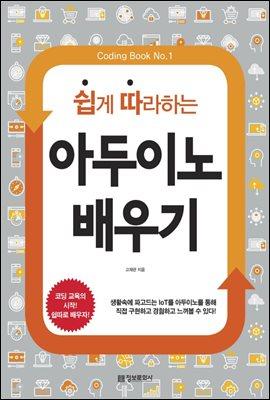 Coding Book No.1
쉽게 따라하는
아두이노
배우기
고재관 지음
코딩 교육의
시작!
쉽따로 배우자!
생활속에 파고드는 IoT를 아두이노를 통해
직접 구현하고 경험하고 느껴볼 수 있다!
정보문화사